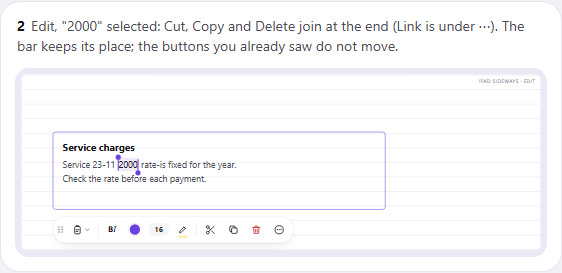 2 Edit, "2000" selected: Cut, Copy and Delete join at the end (Link is under ···). The
bar keeps its place; the buttons you already saw do not move.
IPAD SIDEWAYS · EDIT
Service charges
Service 23-11 2000 rate-is fixed for the year.
Check the rate before each payment.
BI 16